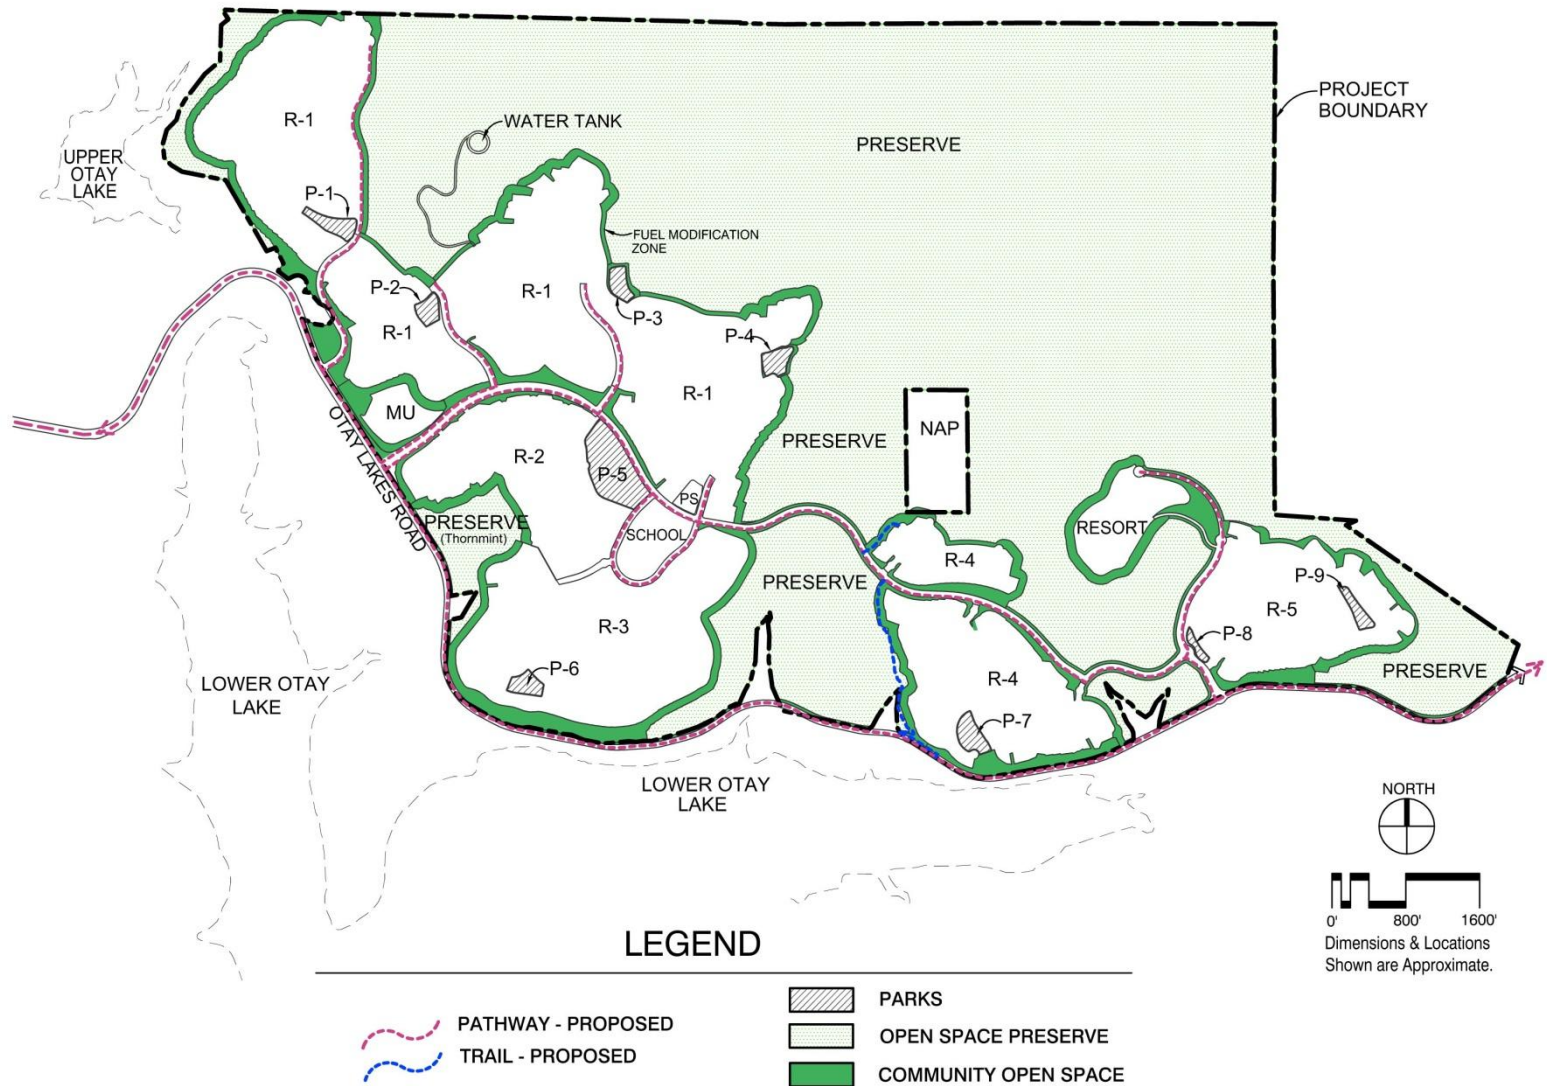 PROJECT
BOUNDARY
R-1
WATER TANK
PRESERVE
UPPER
OTAY
LAKE
P-1
FUEL MODIFICATION
ZONE
P-2
R-1
P-3
R-1
P-4
R-1
MU
NAP
PRESERVE
OTAY LAKES ROAD
R-2
P-5
PS
PRESERVE
(Thornmint)
SCHOOL
RESORT
R-4
PRESERVE
P-9
R-5
R-3
P-8
P-6
PRESERVE
LOWER OTAY
LAKE
R-4
P-7
LOWER OTAY
LAKE
NORTH
0' 800' 1600'
Dimensions & Locations
Shown are Approximate.
LEGEND
PATHWAY - PROPOSED
TRAIL - PROPOSED
PARKS
OPEN SPACE PRESERVE
COMMUNITY OPEN SPACE